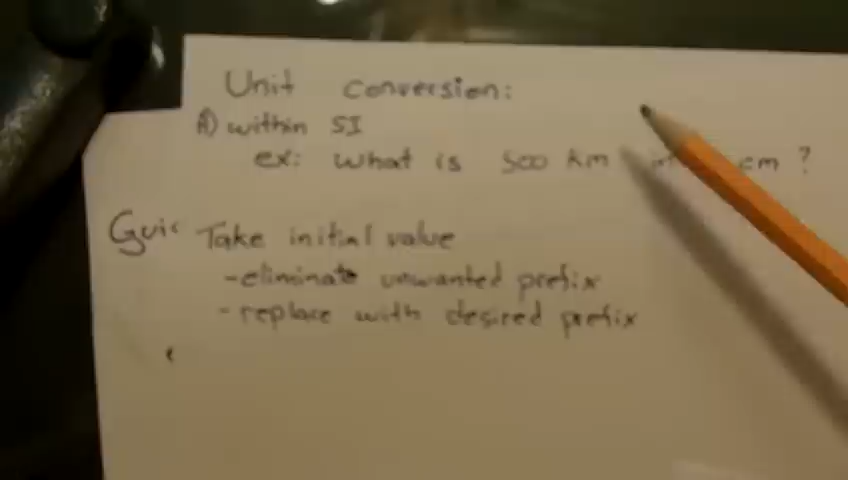 Unit conversion:
A) within SI
ex: what is 500 km in cm ?
Take initial value
-eliminate unwanted prefix
-replace with desired prefix